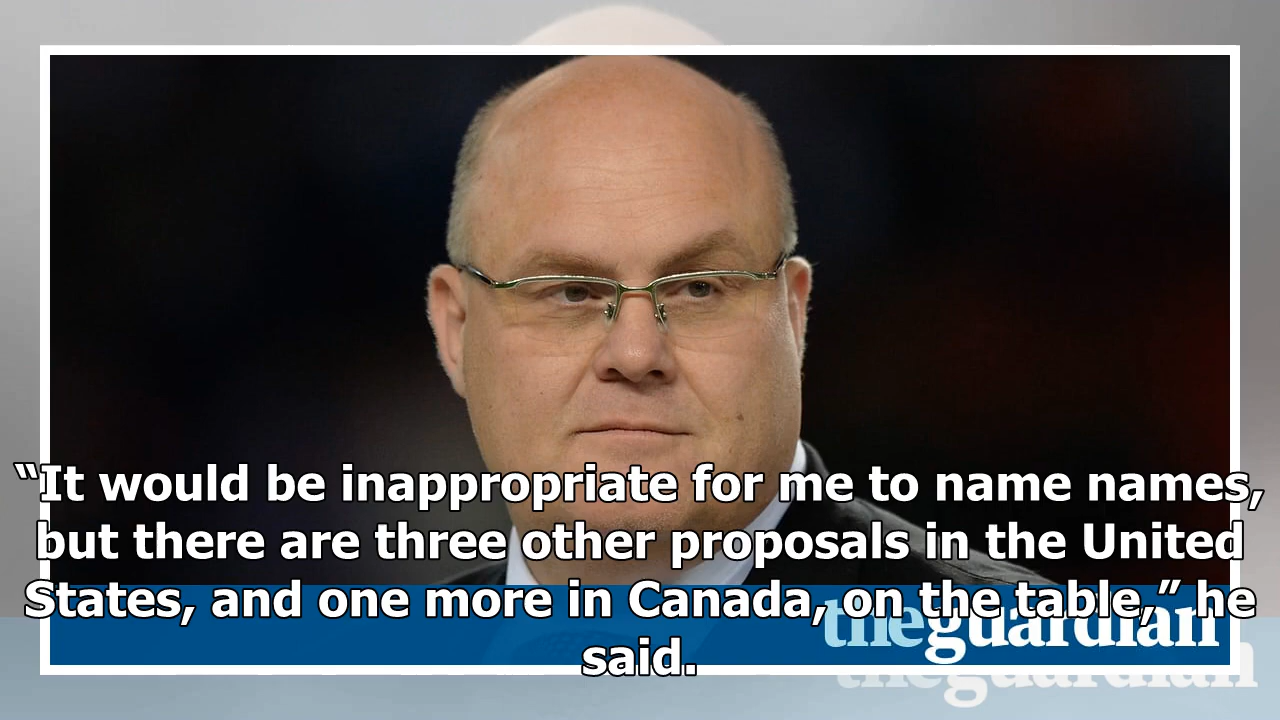 “It would be inappropriate for me to name names,
but there are three other proposals in the United
States, and one more in Canada, on the table,” he
said.
theguardian
theguardian